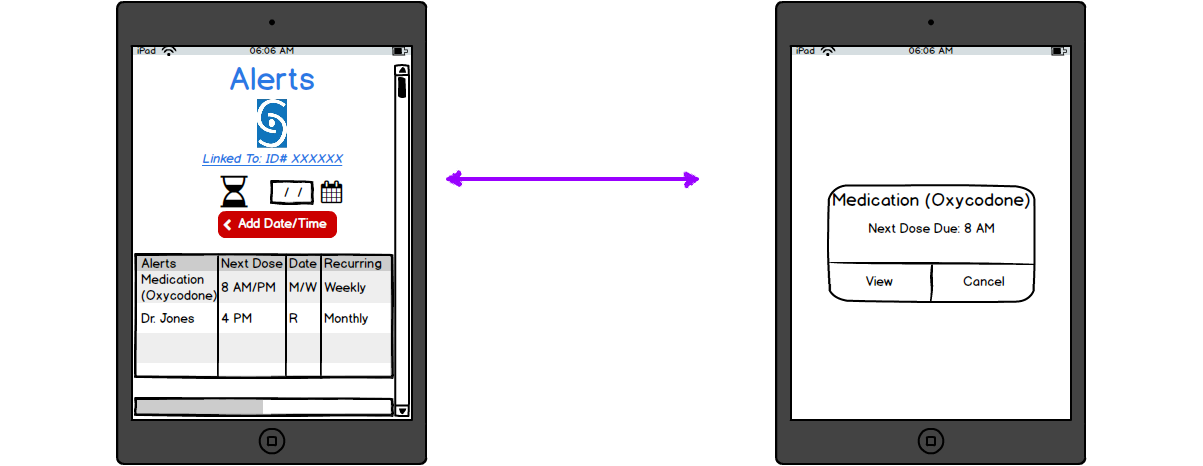 iPad 06:06 AM
Alerts
Linked To: ID# XXXXXX
/ /
Add Date/Time
Alerts Next Dose Date Recurring
Medication
(Oxycodone) 8 AM/PM M/W Weekly
Dr. Jones 4 PM R Monthly
iPad 06:06 AM
Medication (Oxycodone)
Next Dose Due: 8 AM
View Cancel